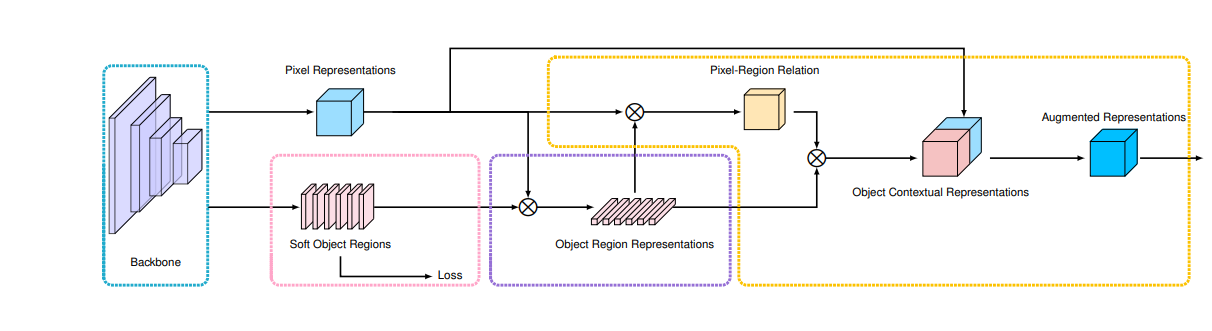 Pixel Representations
Pixel-Region Relation
Augmented Representations
Object Contextual Representations
Soft Object Regions
Object Region Representations
Backbone
Loss